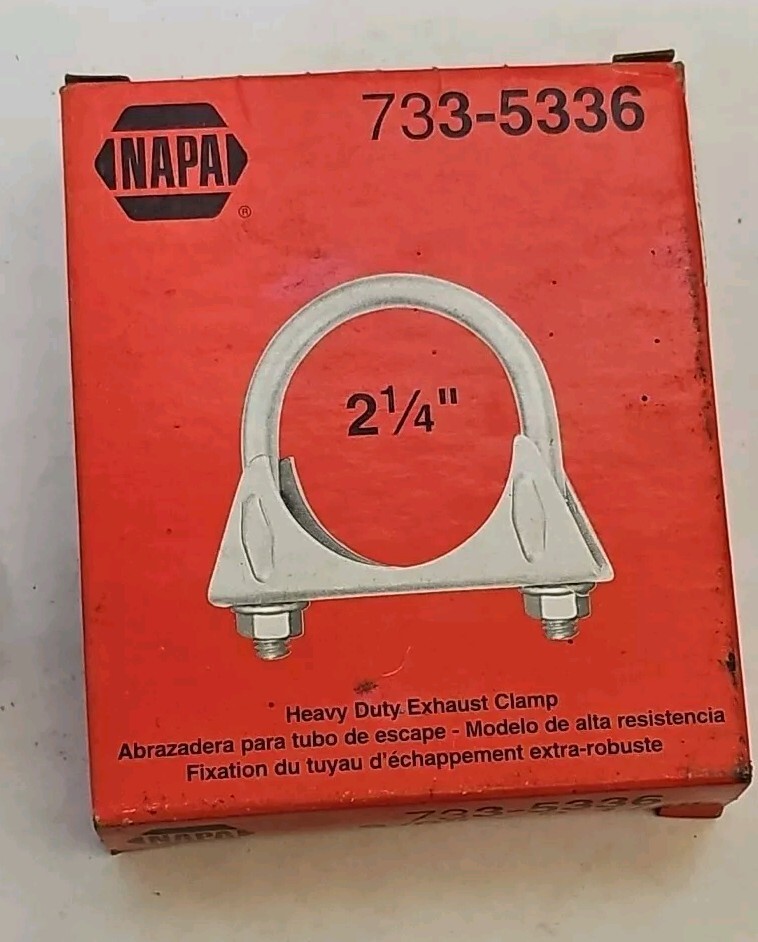 NAPA
®
733-5336
2¼"
Heavy Duty Exhaust Clamp
Abrazadera para tubo de escape - Modelo de alta resistencia
Fixation du tuyau d'échappement extra-robuste
NAPA
733-5336